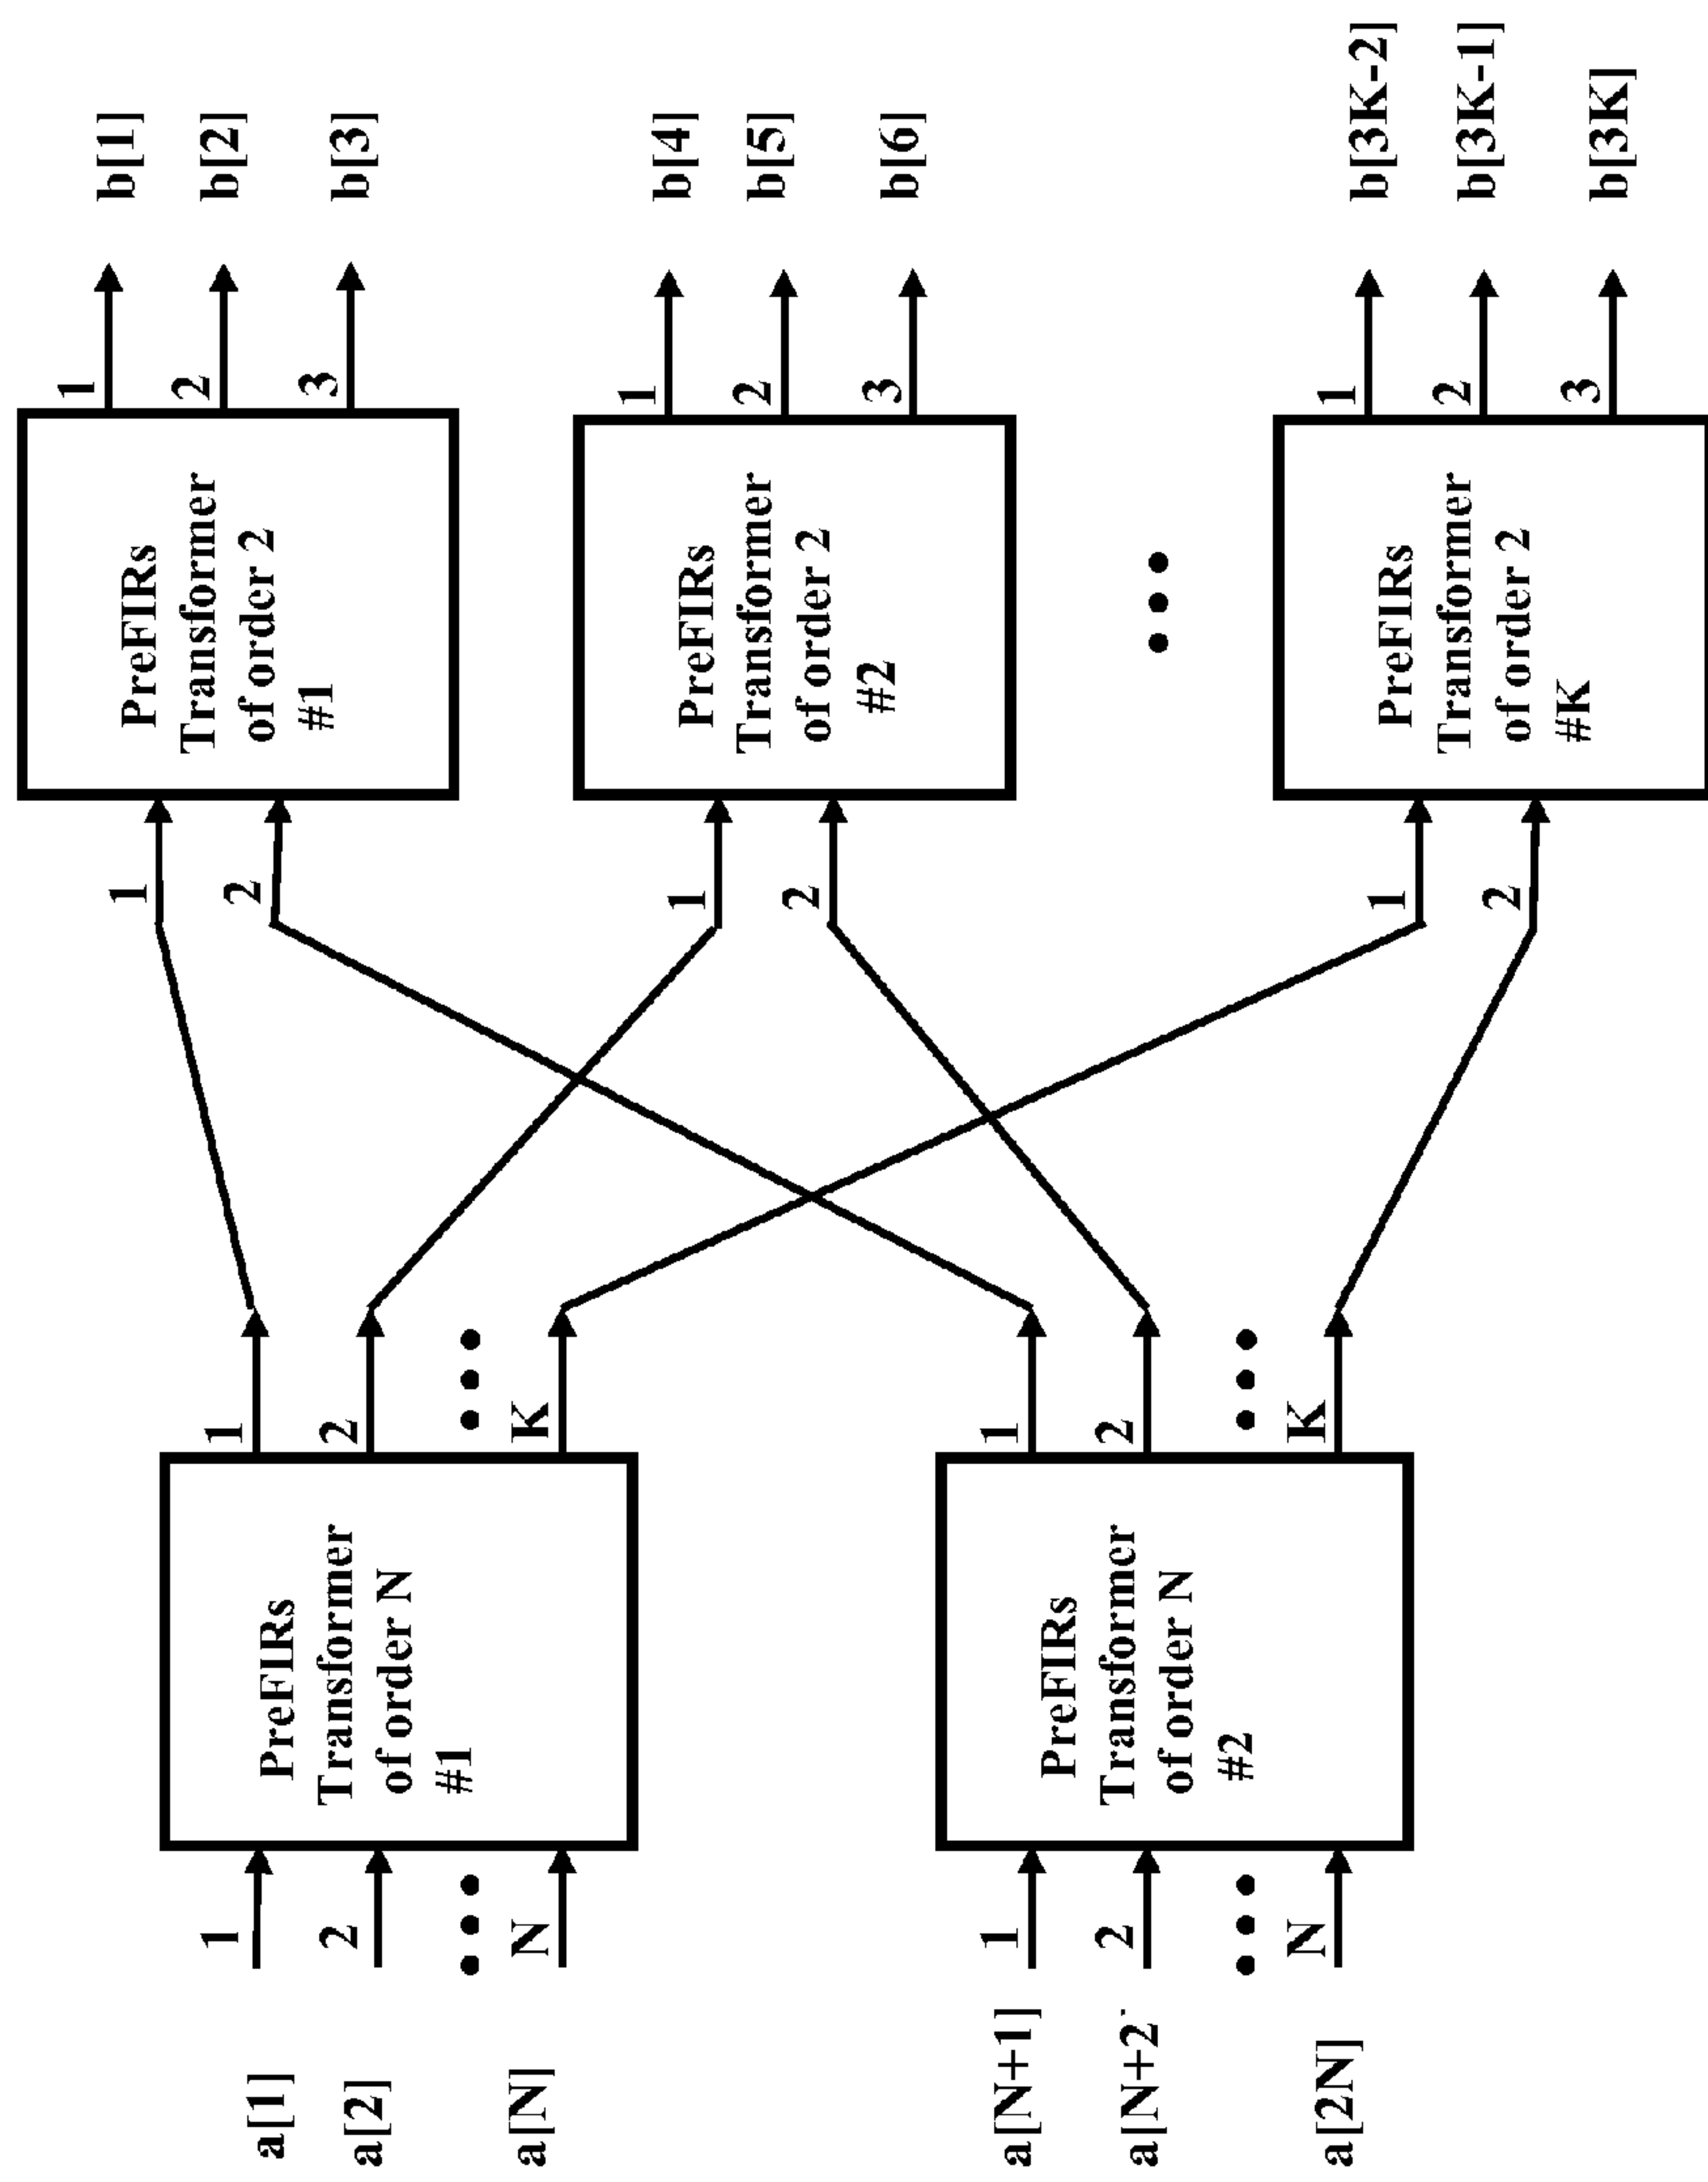 a[1]
a[2]
a[N]
a[N+1]
a[N+2
a[2N]
1
2
N
1
2
N
PreFIRs
Transformer
of order N
#1
PreFIRs
Transformer
of order N
#2
1
2
K
1
2
K
1
2
1
2
1
2
PreFIRs
Transformer
of order 2
#1
PreFIRs
Transformer
of order 2
#2
PreFIRs
Transformer
of order 2
#K
1
2
3
1
2
3
1
2
3
b[1]
b[2]
b[3]
b[4]
b[5]
b[6]
b[3K-2]
b[3K-1]
b[3K]